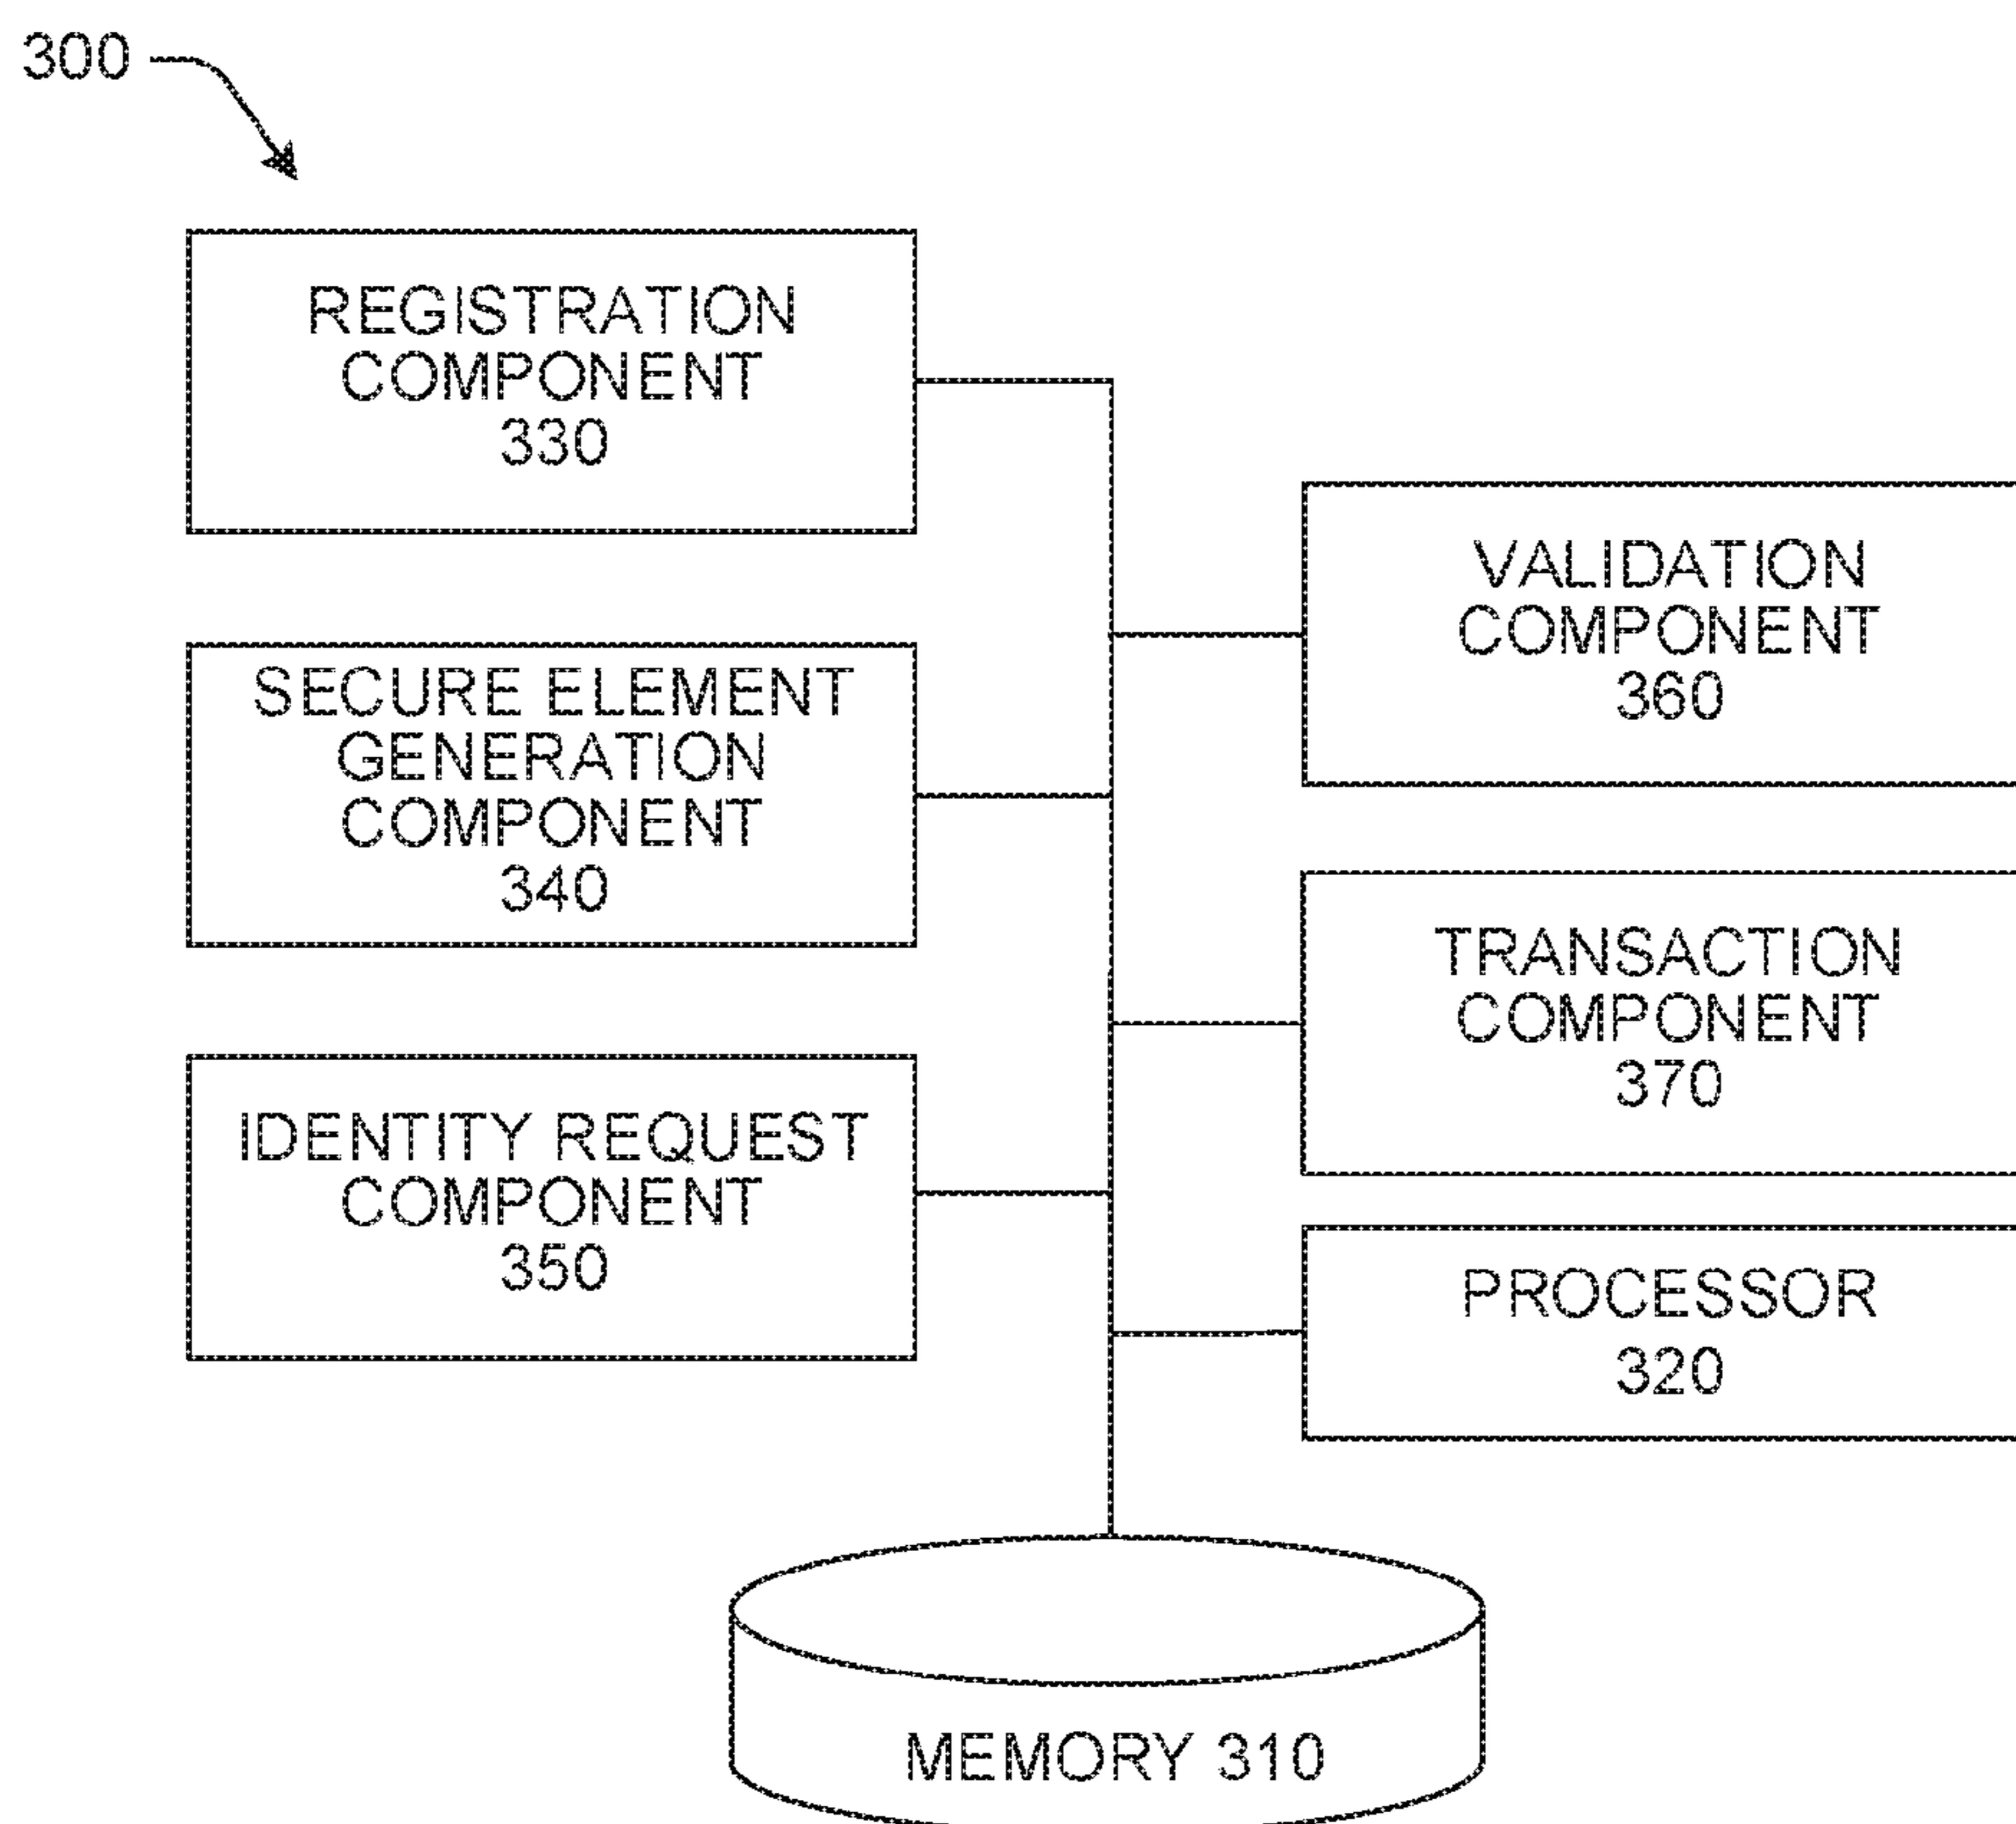 300
REGISTRATION
COMPONENT
330
SECURE ELEMENT
GENERATION
COMPONENT
340
IDENTITY REQUEST
COMPONENT
350
VALIDATION
COMPONENT
360
TRANSACTION
COMPONENT
370
PROCESSOR
320
MEMORY 310